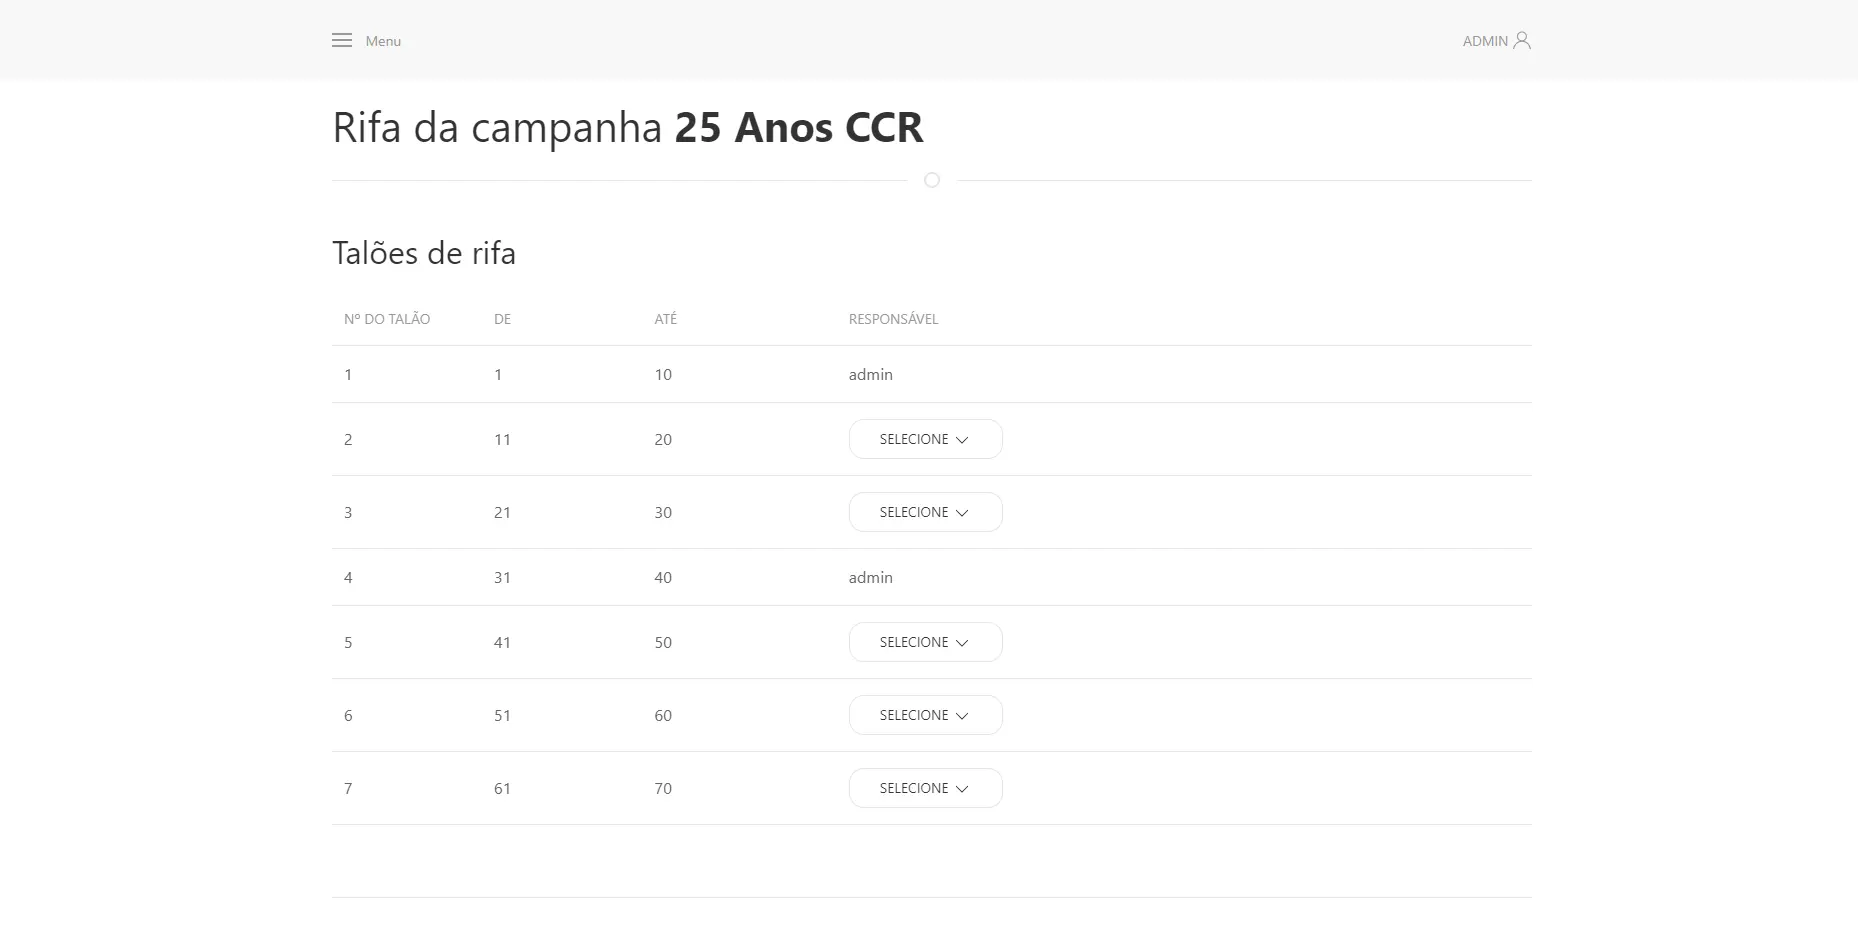 Menu
ADMIN
Rifa da campanha 25 Anos CCR
Talões de rifa
Nº DO TALÃO DE ATÉ RESPONSÁVEL
1 1 10 admin
2 11 20 SELECIONE
3 21 30 SELECIONE
4 31 40 admin
5 41 50 SELECIONE
6 51 60 SELECIONE
7 61 70 SELECIONE